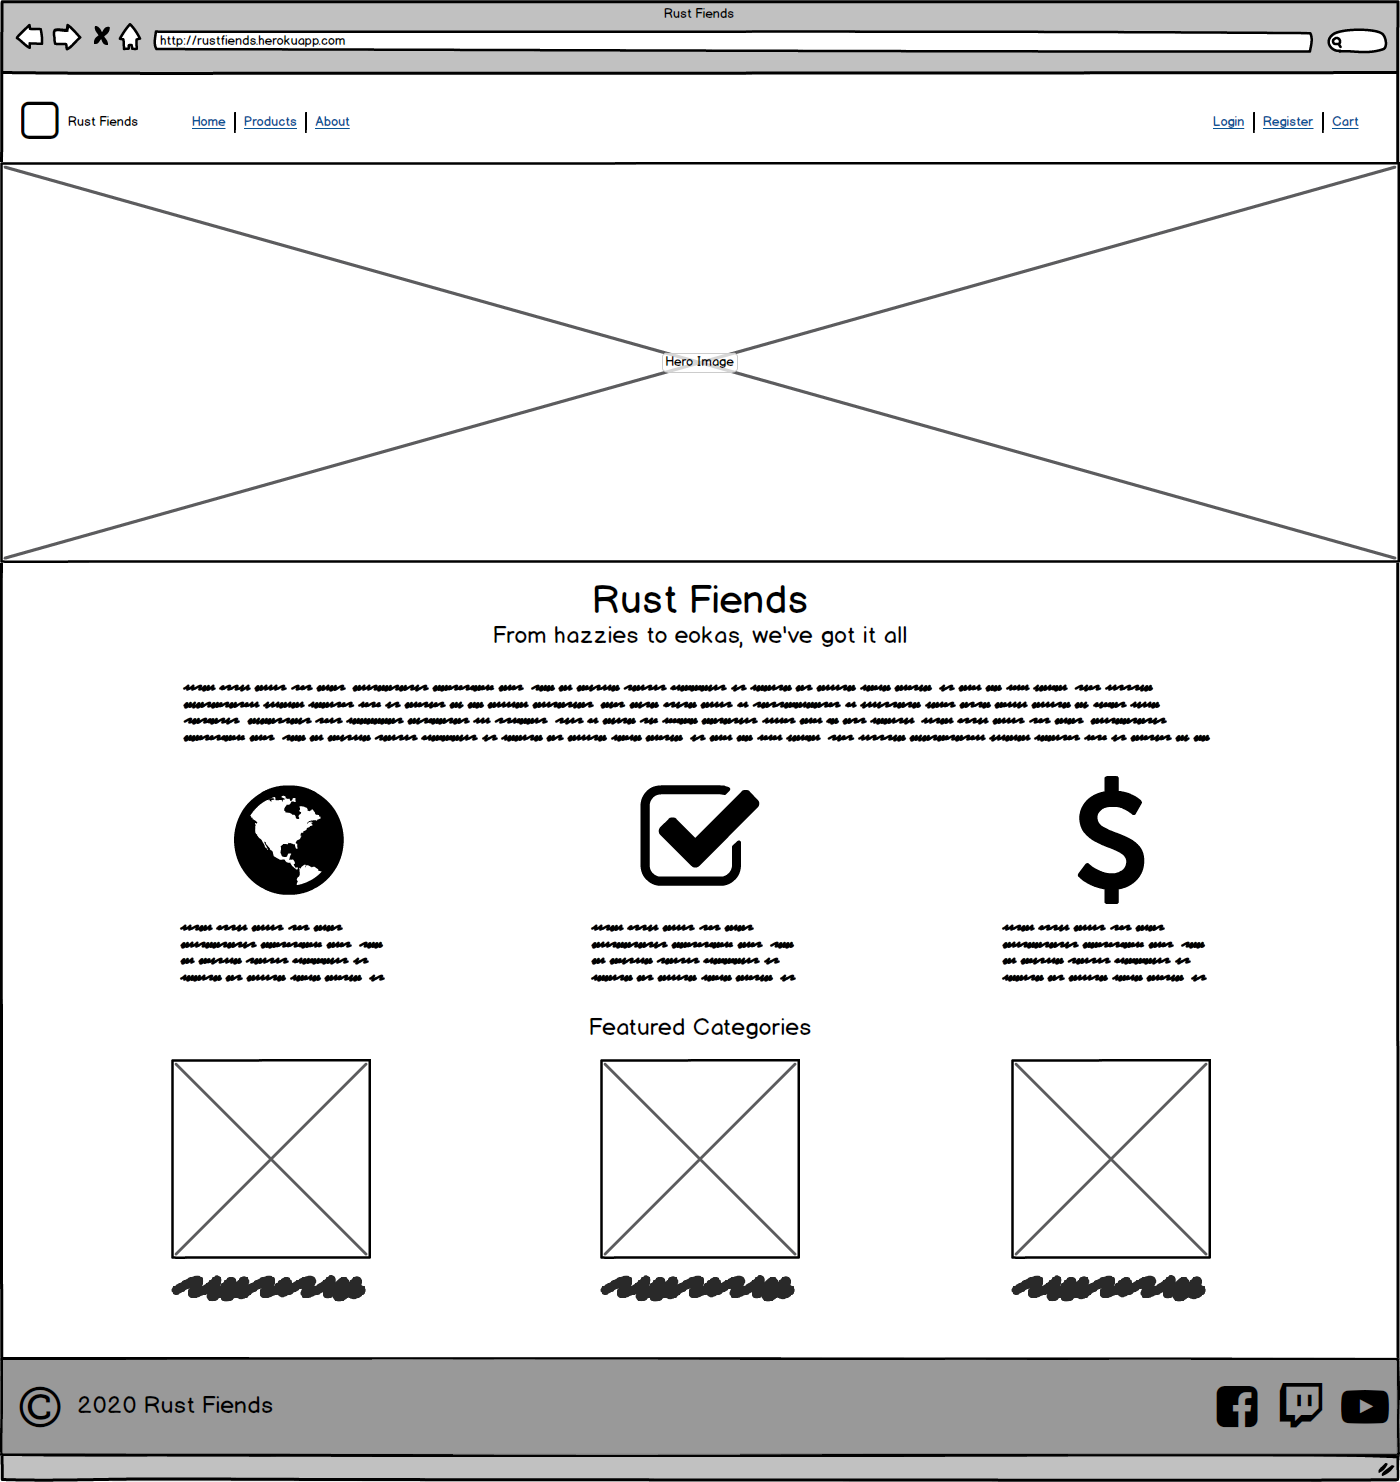 Rust Fiends
http://rustfiends.herokuapp.com
Rust Fiends Home Products About Login Register Cart
Hero Image
Rust Fiends
From hazzies to eokas, we've got it all
Featured Categories
© 2020 Rust Fiends